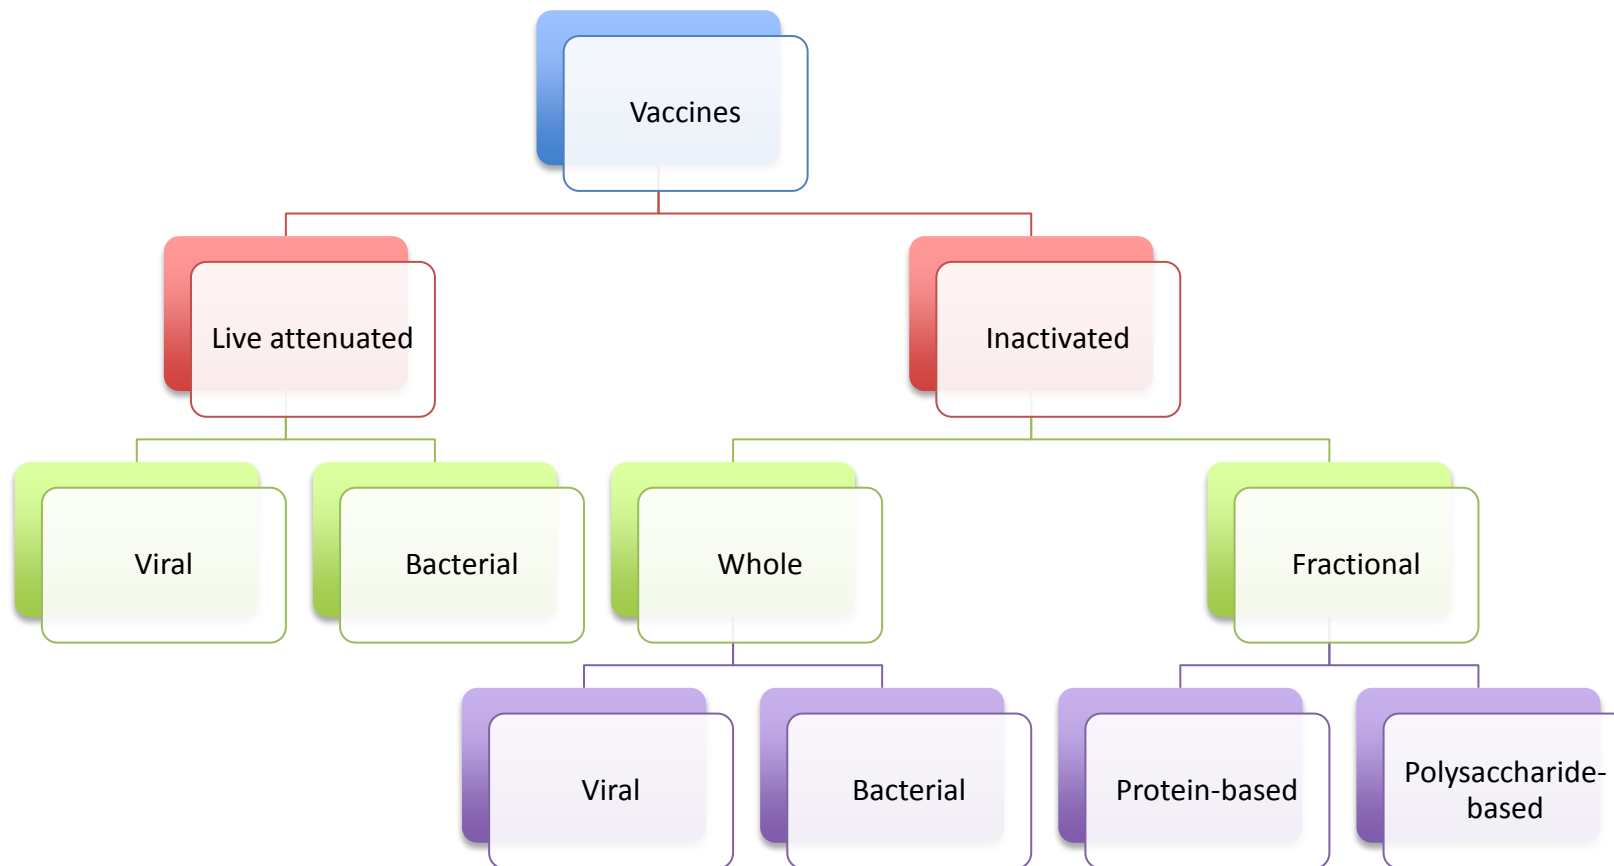 Vaccines
Live attenuated
Inactivated
Viral
Bacterial
Whole
Fractional
Viral
Bacterial
Protein-based
Polysaccharide-
based